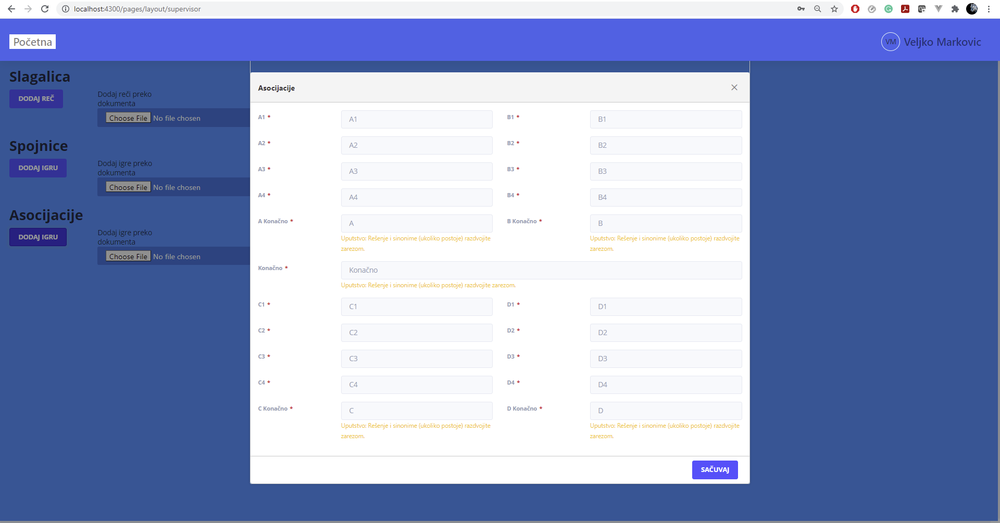 localhost:4300/pages/layout/supervisor
Početna
VM Veljko Markovic
Slagalica
DODAJ REČ
Dodaj reči preko
dokumenta
Choose File No file chosen
Spojnice
DODAJ IGRU
Dodaj igre preko
dokumenta
Choose File No file chosen
Asocijacije
DODAJ IGRU
Dodaj igre preko
dokumenta
Choose File No file chosen
Asocijacije
A1 * A1 B1 * B1
A2 * A2 B2 * B2
A3 * A3 B3 * B3
A4 * A4 B4 * B4
A Konačno * A B Konačno * B
Uputstvo: Rešenje i sinonime (ukoliko postoje) razdvojite Uputstvo: Rešenje i sinonime (ukoliko postoje) razdvojite
zarezom. zarezom.
Konačno * Konačno
Uputstvo: Rešenje i sinonime (ukoliko postoje) razdvojite zarezom.
C1 * C1 D1 * D1
C2 * C2 D2 * D2
C3 * C3 D3 * D3
C4 * C4 D4 * D4
C Konačno * C D Konačno * D
Uputstvo: Rešenje i sinonime (ukoliko postoje) razdvojite Uputstvo: Rešenje i sinonime (ukoliko postoje) razdvojite
zarezom. zarezom.
SAČUVAJ